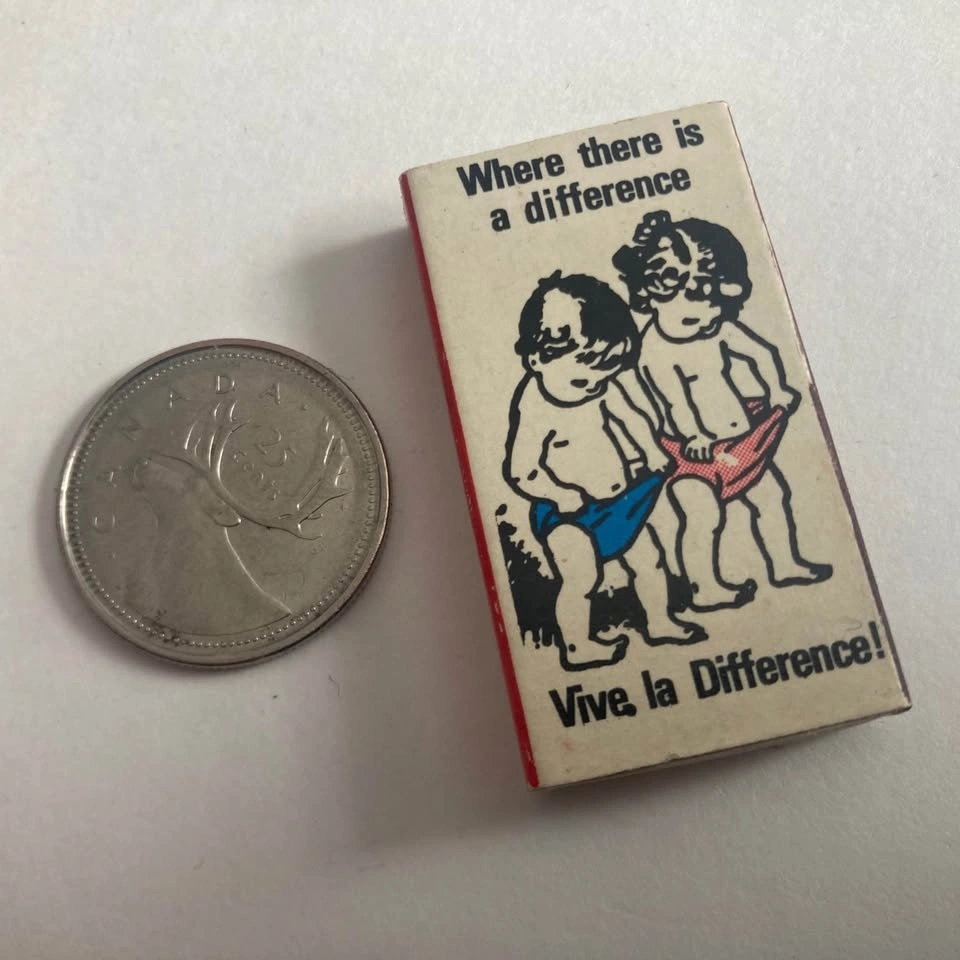 CANADA
25
cents
Where there is
a difference
Vive, la Difference!